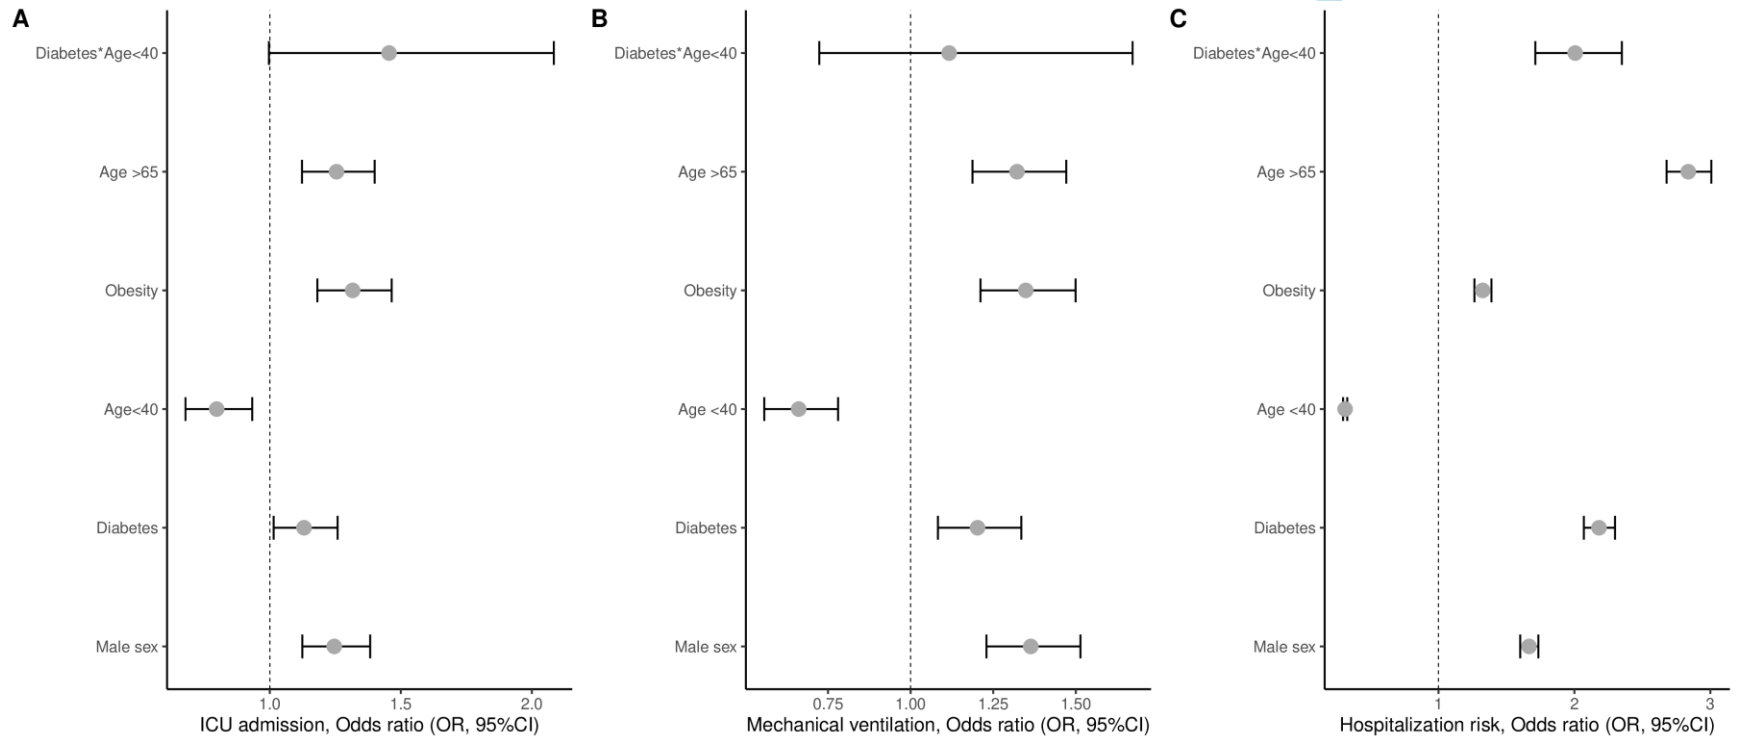 A
Diabetes*Age<40
Age >65
Obesity
Age<40
Diabetes
Male sex
1.0 1.5 2.0
ICU admission, Odds ratio (OR, 95%CI)
B
Diabetes*Age<40
Age >65
Obesity
Age <40
Diabetes
Male sex
0.75 1.00 1.25 1.50
Mechanical ventilation, Odds ratio (OR, 95%CI)
C
Diabetes*Age<40
Age >65
Obesity
Age <40
Diabetes
Male sex
1 2 3
Hospitalization risk, Odds ratio (OR, 95%CI)